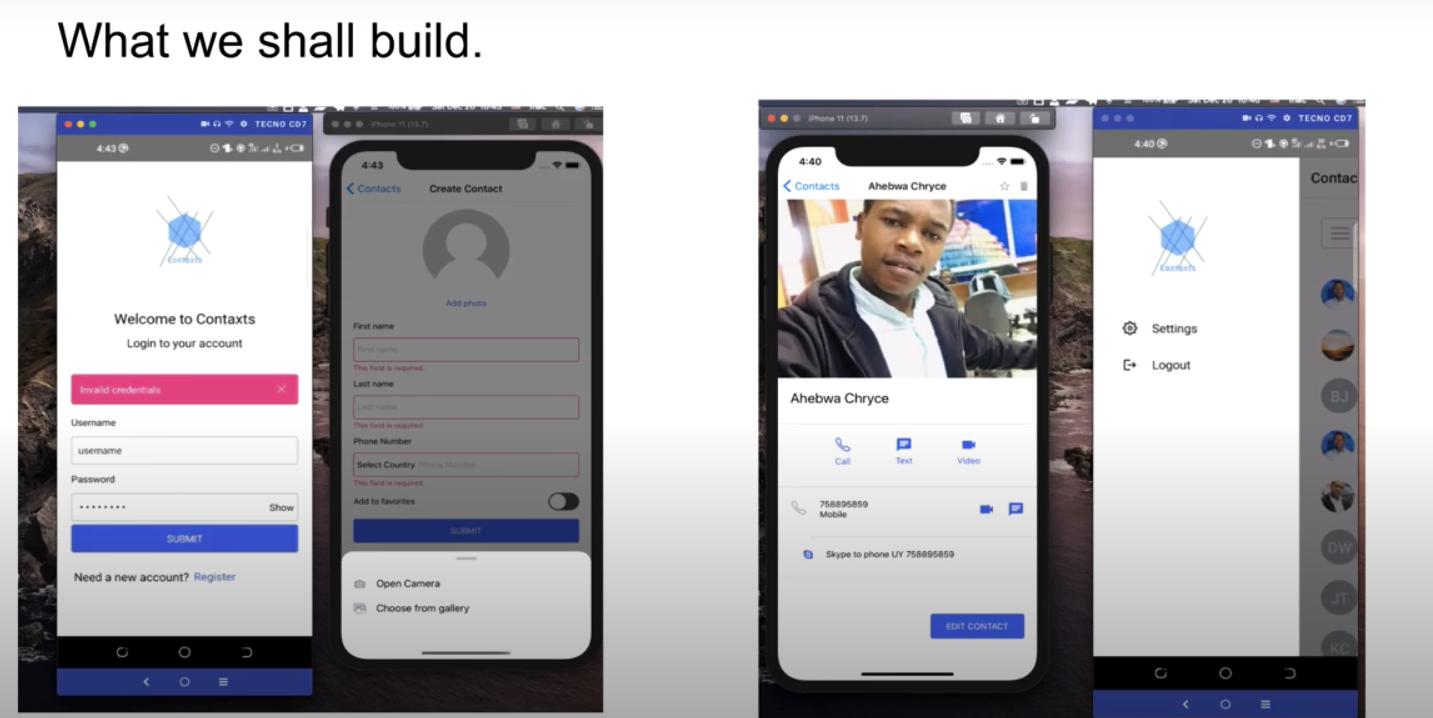 What we shall build.
TECNO CD7
4:43
Welcome to Contaxts
Login to your account
Invalid credentials
Username
username
Password
Show
SUBMIT
Need a new account? Register
iPhone 11 (13.7)
4:43
Contacts
Create Contact
Add photo
First name
First name
This field is required.
Last name
Last name
This field is required
Phone Number
Select Country Phone Number
This field is required
Add to favorites
SUBMIT
Open Camera
Choose from gallery
iPhone 11 (13.7)
4:40
Contacts
Ahebwa Chryce
Ahebwa Chryce
Call
Text
Video
758895859
Mobile
Skype to phone UY 758895859
EDIT CONTACT
TECNO CD7
4:40
Contaxts
Settings
Logout
Contac
BJ
DW
JT
KC